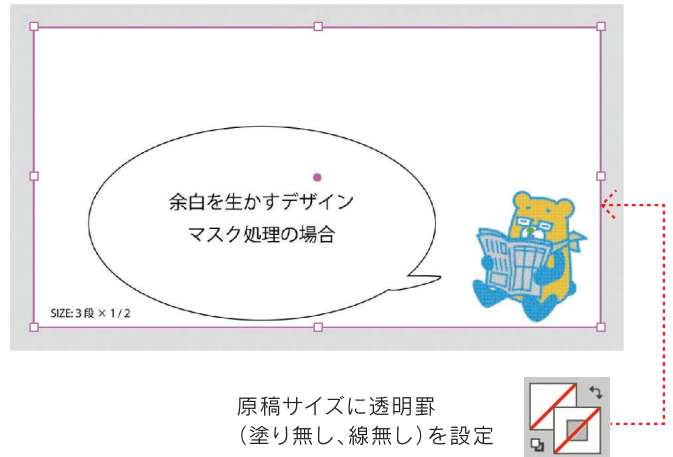 余白を生かすデザイン
マスク処理の場合
SIZE:3段×1/2
原稿サイズに透明罫
（塗り無し、線無し）を設定